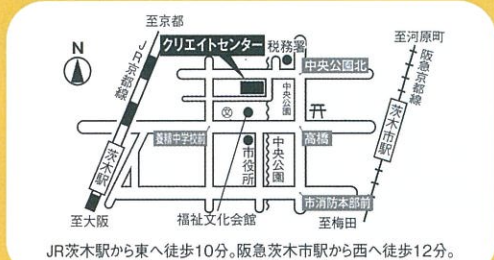 至京都
至河原町
N
JR京都線
クリエイトセンター
税務署
中央公園北
阪急京都線
中央公園
文
茨木駅
養精中学校前
高橋
茨木市駅
市役所
中央公園
市消防本部前
至大阪
福祉文化会館
至梅田
JR茨木駅から東へ徒歩10分。阪急茨木市駅から西へ徒歩12分。